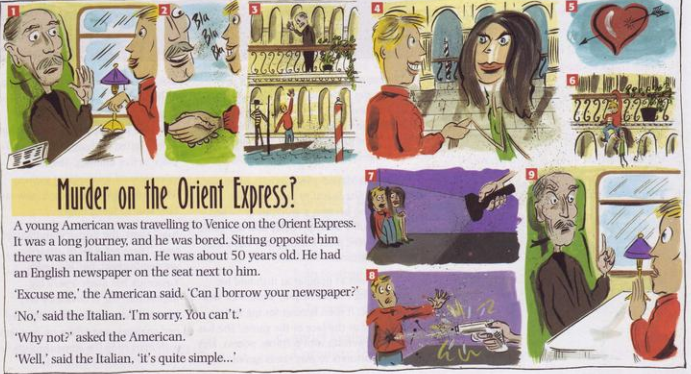 1
2
Bla
Bla
Bla
3
4
5
6
Murder on the Orient Express?
A young American was travelling to Venice on the Orient Express.
It was a long journey, and he was bored. Sitting opposite him
there was an Italian man. He was about 50 years old. He had
an English newspaper on the seat next to him.
‘Excuse me,’ the American said. ‘Can I borrow your newspaper?’
‘No,’ said the Italian. ‘I'm sorry. You can't.’
‘Why not?’ asked the American.
‘Well,’ said the Italian, ‘it's quite simple...’
7
8
9